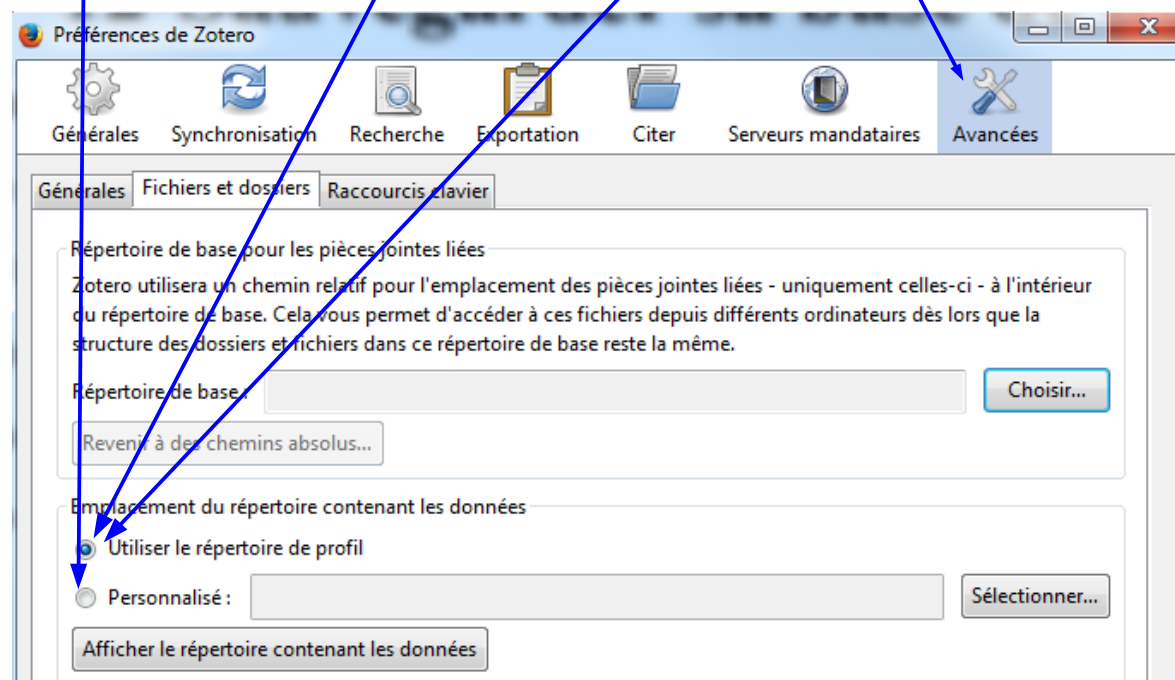 Préférences de Zotero
Générales Synchronisation Recherche Exportation Citer Serveurs mandataires Avancées
Générales Fichiers et dossiers Raccourcis clavier
Répertoire de base pour les pièces jointes liées
Zotero utilisera un chemin relatif pour l'emplacement des pièces jointes liées - uniquement celles-ci - à l'intérieur
du répertoire de base. Cela vous permet d'accéder à ces fichiers depuis différents ordinateurs dès lors que la
structure des dossiers et fichiers dans ce répertoire de base reste la même.
Répertoire de base : Choisir...
Revenir à des chemins absolus...
Emplacement du répertoire contenant les données
Utiliser le répertoire de profil
Personnalisé : Sélectionner...
Afficher le répertoire contenant les données